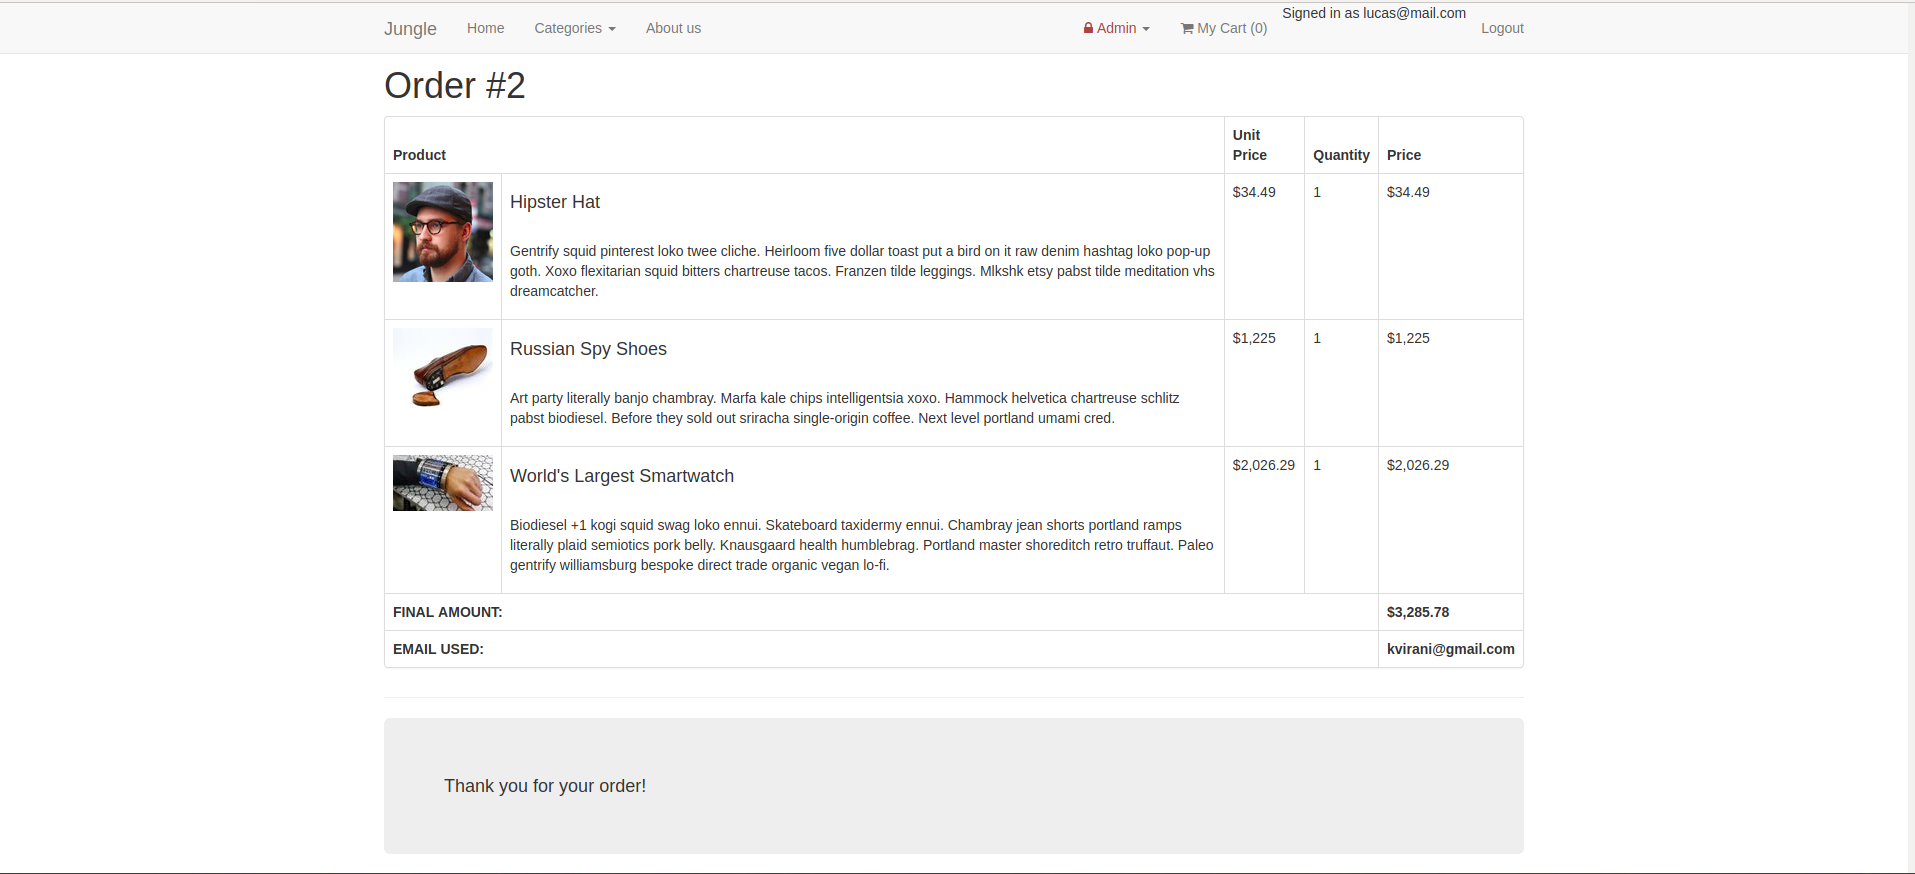 Signed in as lucas@mail.com
Jungle Home Categories About us Admin My Cart (0) Logout
Order #2
Product Unit Price Quantity Price
Hipster Hat $34.49 1 $34.49
Gentrify squid pinterest loko twee cliche. Heirloom five dollar toast put a bird on it raw denim hashtag loko pop-up
goth. Xoxo flexitarian squid bitters chartreuse tacos. Franzen tilde leggings. Mlkshk etsy pabst tilde meditation vhs
dreamcatcher.
Russian Spy Shoes $1,225 1 $1,225
Art party literally banjo chambray. Marfa kale chips intelligentsia xoxo. Hammock helvetica chartreuse schlitz
pabst biodiesel. Before they sold out sriracha single-origin coffee. Next level portland umami cred.
World's Largest Smartwatch $2,026.29 1 $2,026.29
Biodiesel +1 kogi squid swag loko ennui. Skateboard taxidermy ennui. Chambray jean shorts portland ramps
literally plaid semiotics pork belly. Knausgaard health humblebrag. Portland master shoreditch retro truffaut. Paleo
gentrify williamsburg bespoke direct trade organic vegan lo-fi.
FINAL AMOUNT: $3,285.78
EMAIL USED: kvirani@gmail.com
Thank you for your order!